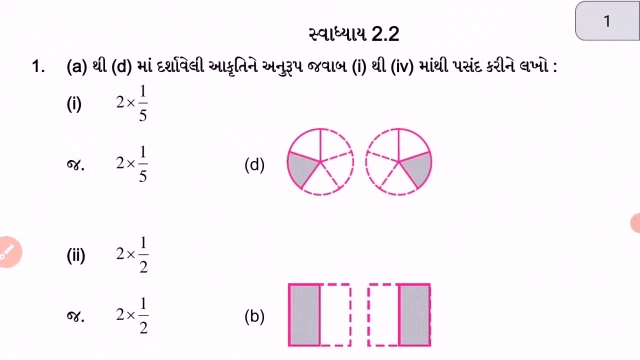 1
સ્વાધ્યાય 2.2
1. (a) થી (d) માં દર્શાવેલી આકૃતિને અનુરૂપ જવાબ (i) થી (iv) માંથી પસંદ કરીને લખો :
(i) 2×1/5
જ. 2×1/5 (d)
(ii) 2×1/2
જ. 2×1/2 (b)